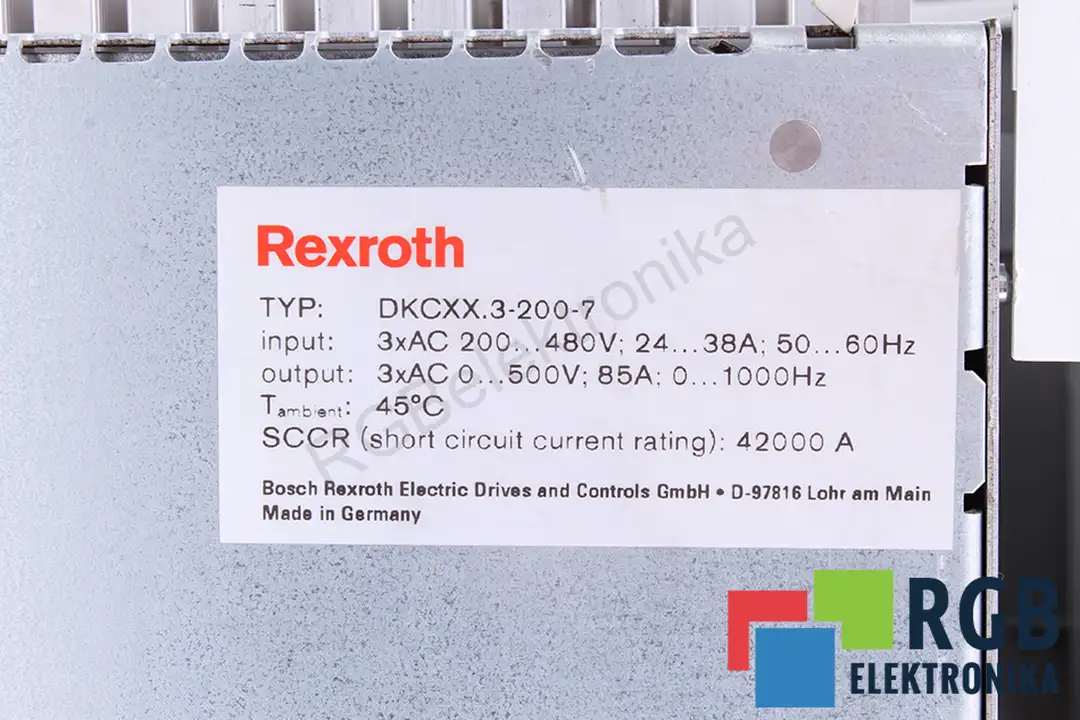 Rexroth
TYP: DKCXX.3-200-7
input: 3xAC 200...480V; 24...38A; 50...60Hz
output: 3xAC 0...500V; 85A; 0...1000Hz
Tambient: 45°C
SCCR (short circuit current rating): 42000 A
Bosch Rexroth Electric Drives and Controls GmbH • D-97816 Lohr am Main
Made in Germany
RGBelektronika
RGB
ELEKTRONIKA